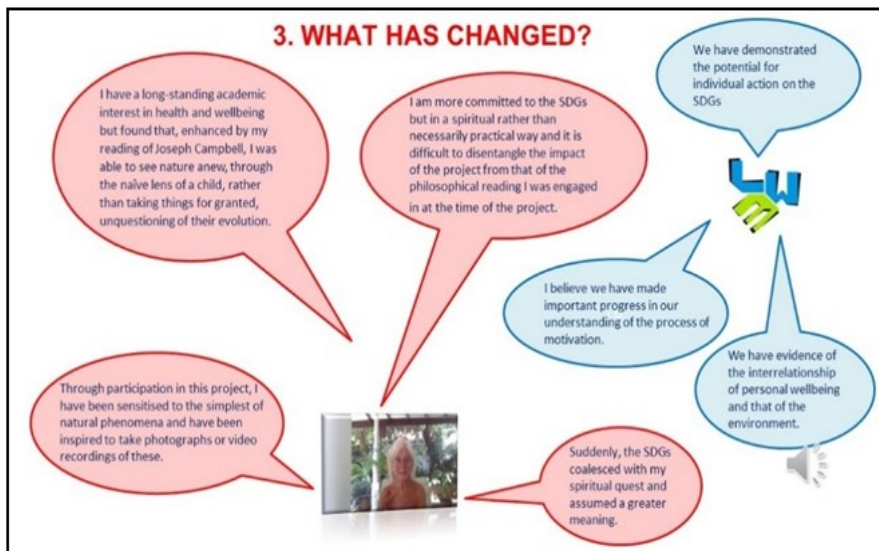 3. WHAT HAS CHANGED?
I have a long-standing academic
interest in health and wellbeing
but found that, enhanced by my
reading of Joseph Campbell, I was
able to see nature anew, through
the naïve lens of a child, rather
than taking things for granted,
unquestioning of their evolution.
I am more committed to the SDGs
but in a spiritual rather than
necessarily practical way and it is
difficult to disentangle the impact
of the project from that of the
philosophical reading I was engaged
in at the time of the project.
We have demonstrated
the potential for
individual action on the
SDGs
I believe we have made
important progress in our
understanding of the process of
motivation.
We have evidence of
the interrelationship
of personal wellbeing
and that of the
environment.
Through participation in this project, I
have been sensitised to the simplest of
natural phenomena and have been
inspired to take photographs or video
recordings of these.
Suddenly, the SDGs
coalesced with my
spiritual quest and
assumed a greater
meaning.